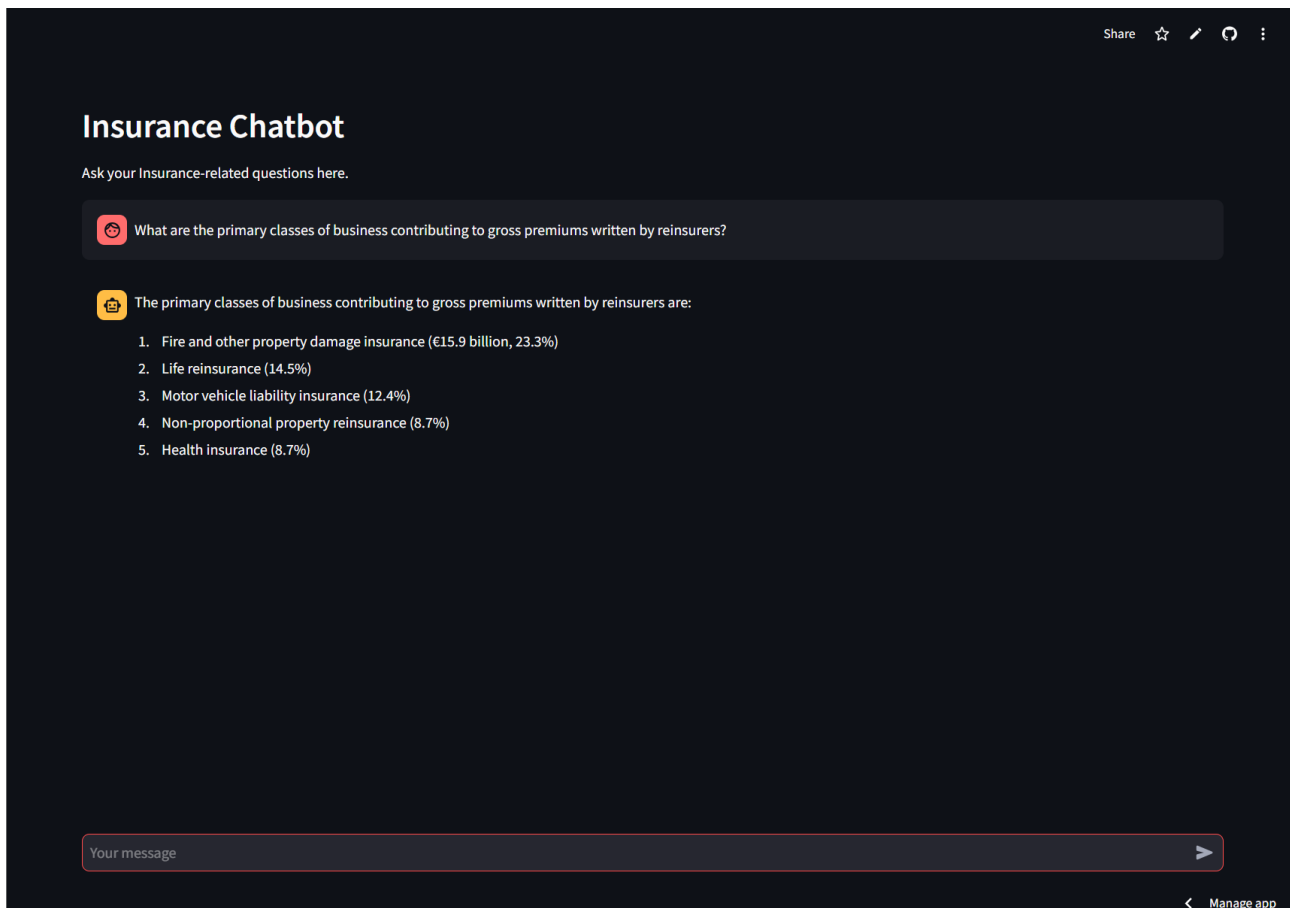 Share
Insurance Chatbot
Ask your Insurance-related questions here.
What are the primary classes of business contributing to gross premiums written by reinsurers?
The primary classes of business contributing to gross premiums written by reinsurers are:
1. Fire and other property damage insurance (€15.9 billion, 23.3%)
2. Life reinsurance (14.5%)
3. Motor vehicle liability insurance (12.4%)
4. Non-proportional property reinsurance (8.7%)
5. Health insurance (8.7%)
Your message
Manage app